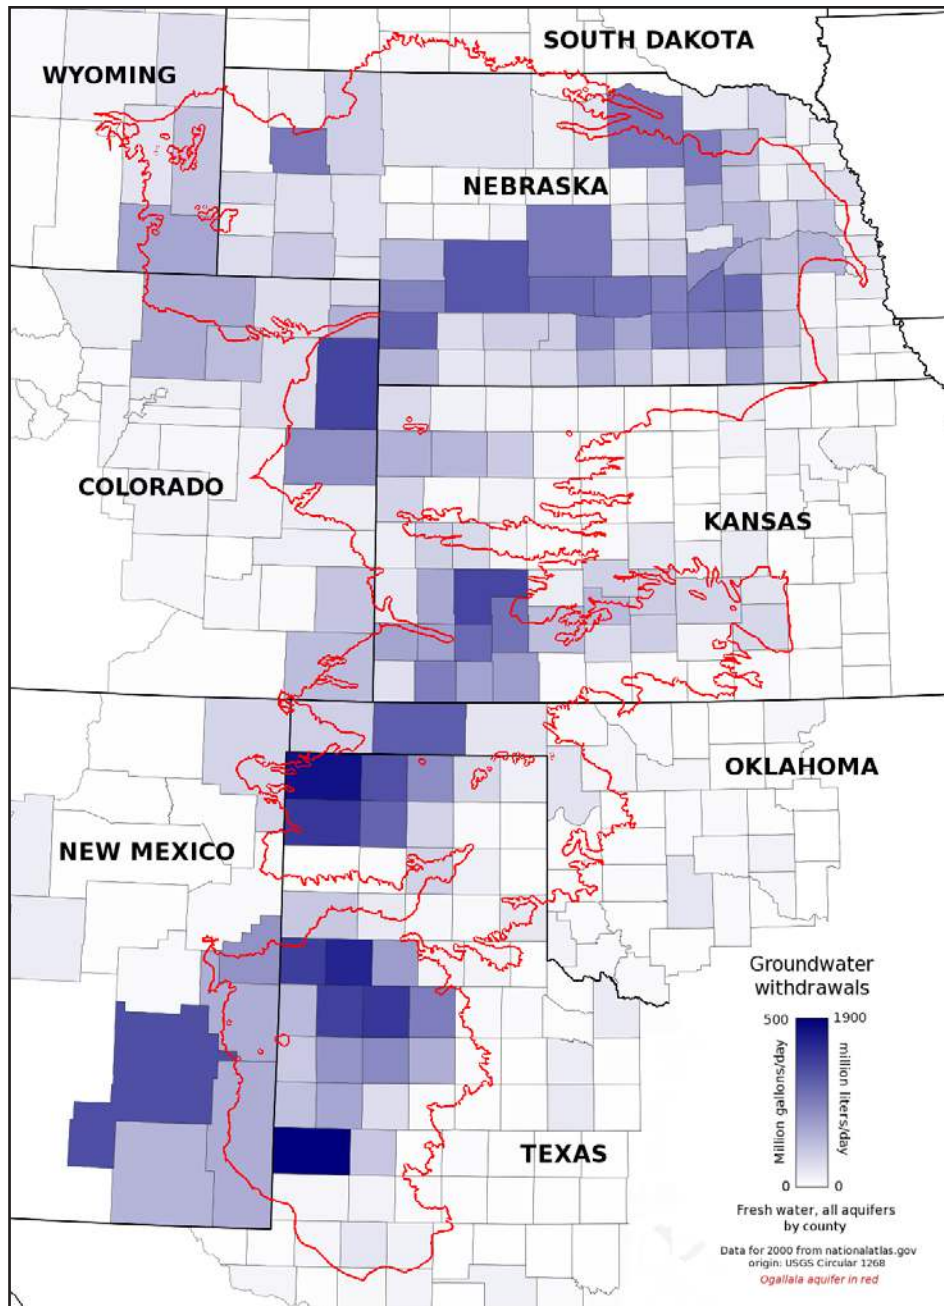 SOUTH DAKOTA
WYOMING
NEBRASKA
COLORADO
KANSAS
OKLAHOMA
NEW MEXICO
TEXAS
Groundwater
withdrawals
500
1900
Million gallons/day
million liters/day
0
0
Fresh water, all aquifers
by county
Data for 2000 from nationalatlas.gov
origin: USGS Circular 1268
Ogallala aquifer in red